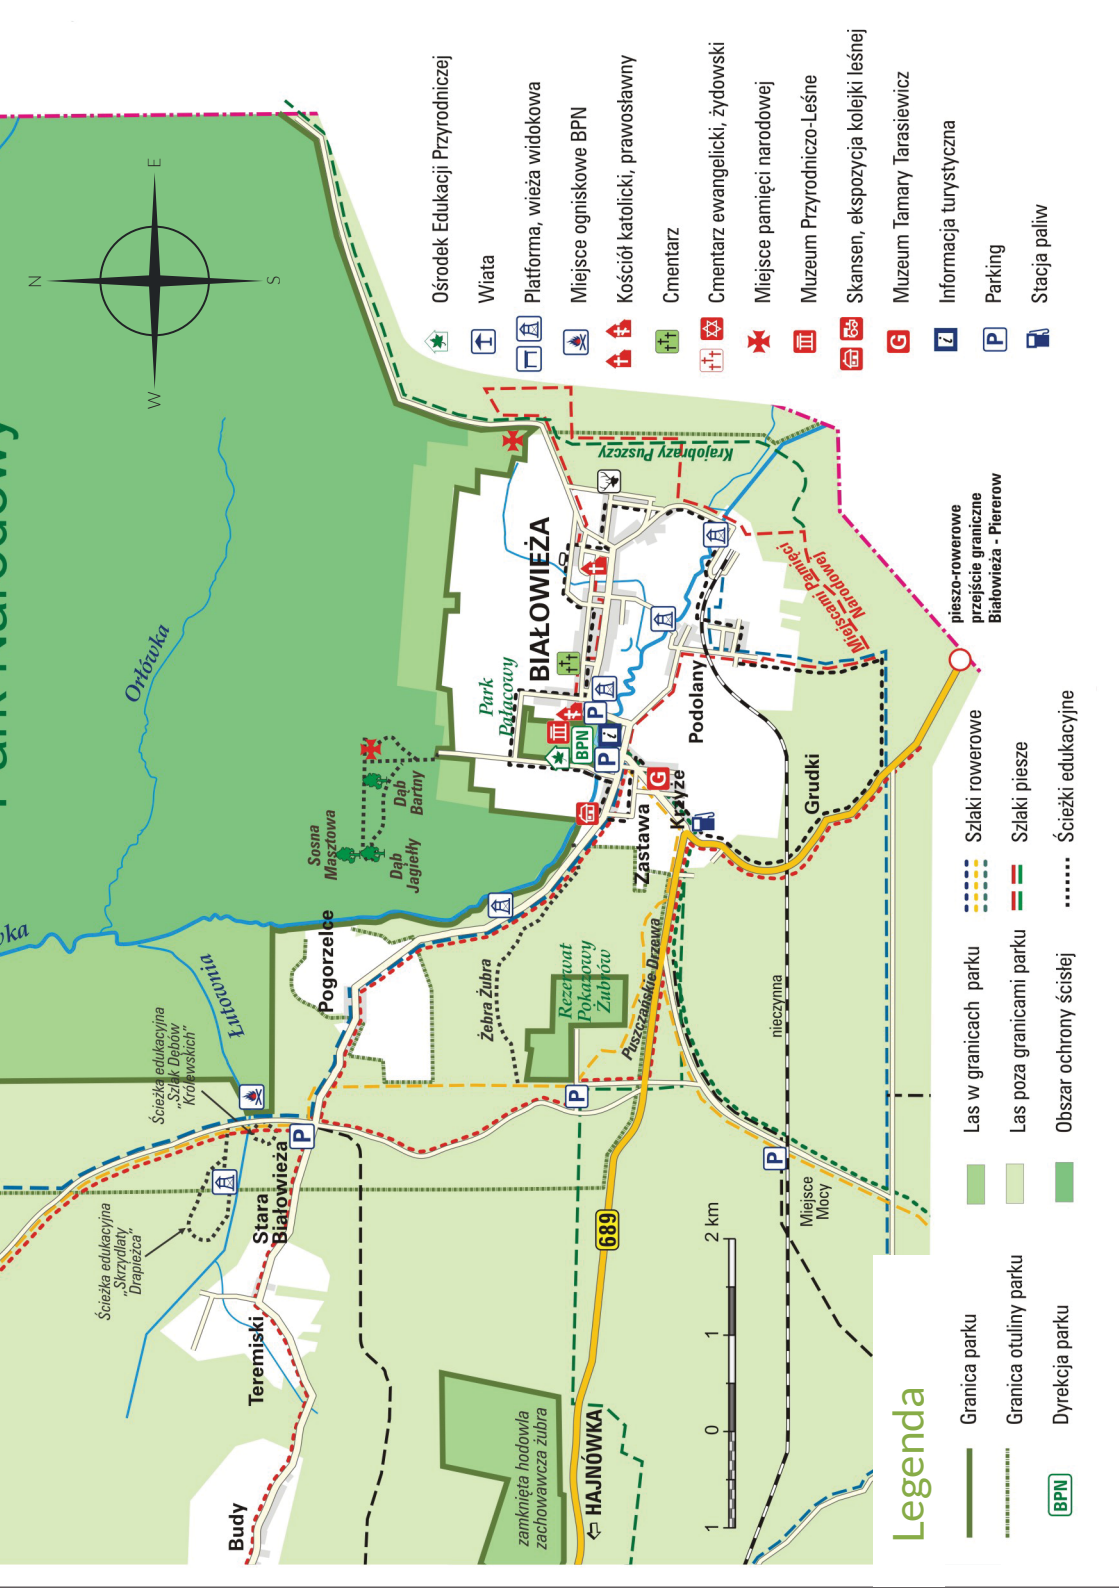 Park Narodowy
N
E
S
W
Orłówka
wka
Łutownia
Ścieżka edukacyjna
„Szlak Dębów
Królewskich”
Ścieżka edukacyjna
„Skrzydlaty
Drapieżca”
Sosna
Masztowa
Dąb
Jagiełły
Dąb
Bartny
Park
Pałacowy
BIAŁOWIEŻA
Pogorzelce
Stara
Białowieża
Teremiski
Budy
Żebra Żubra
Rezerwat
Pokazowy
Żubrów
Puszczańskie Drzewa
Zastawa
Krzyże
Podolany
Grudki
Krajobrazy Puszczy
Miejscami Pamięci
Narodowej
pieszo-rowerowe
przejście graniczne
Białowieża - Piererow
nieczynna
Miejsce
Mocy
689
HAJNÓWKA
zamknięta hodowla
zachowawcza żubra
BPN
i
G
P
P
P
P
P
1 0 1 2 km
Ośrodek Edukacji Przyrodniczej
Wiata
Platforma, wieża widokowa
Miejsce ogniskowe BPN
Kościół katolicki, prawosławny
Cmentarz
Cmentarz ewangelicki, żydowski
Miejsce pamięci narodowej
Muzeum Przyrodniczo-Leśne
Skansen, ekspozycja kolejki leśnej
G Muzeum Tamary Tarasiewicz
i Informacja turystyczna
P Parking
Stacja paliw
Legenda
Granica parku
Granica otuliny parku
BPN Dyrekcja parku
Las w granicach parku
Las poza granicami parku
Obszar ochrony ścisłej
Szlaki rowerowe
Szlaki piesze
Ścieżki edukacyjne